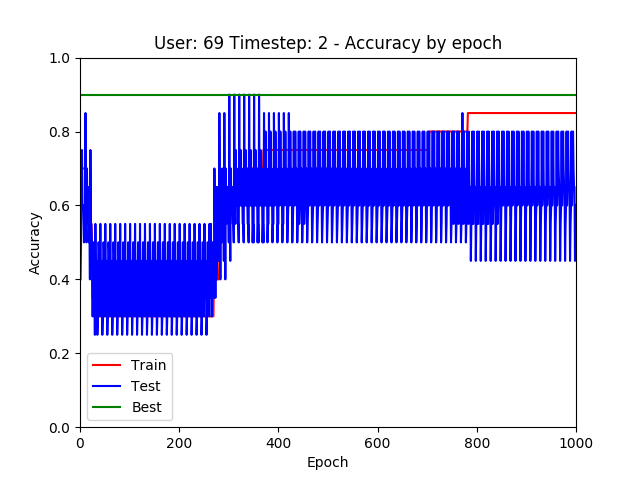 User: 69 Timestep: 2 - Accuracy by epoch
1.0
0.8
0.6
0.4
0.2
0.0
Accuracy
Train
Test
Best
0 200 400 600 800 1000
Epoch